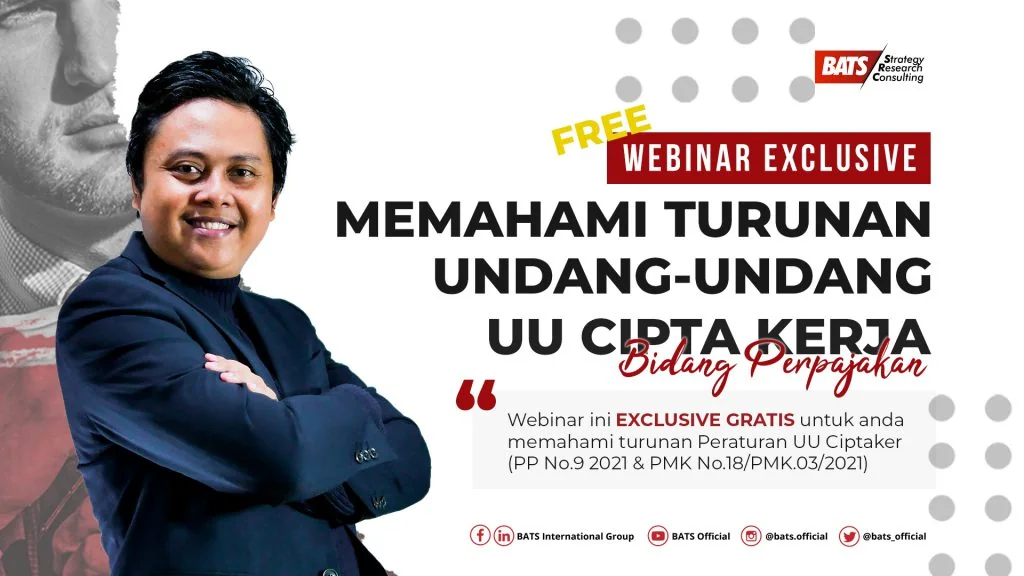 BATS Strategy
Research
Consulting
FREE
WEBINAR EXCLUSIVE
MEMAHAMI TURUNAN
UNDANG-UNDANG
UU CIPTA KERJA
Bidang Perpajakan
“
Webinar ini EXCLUSIVE GRATIS untuk anda
memahami turunan Peraturan UU Ciptaker
(PP No.9 2021 & PMK No.18/PMK.03/2021)
BATS International Group BATS Official @bats.official @bats_official